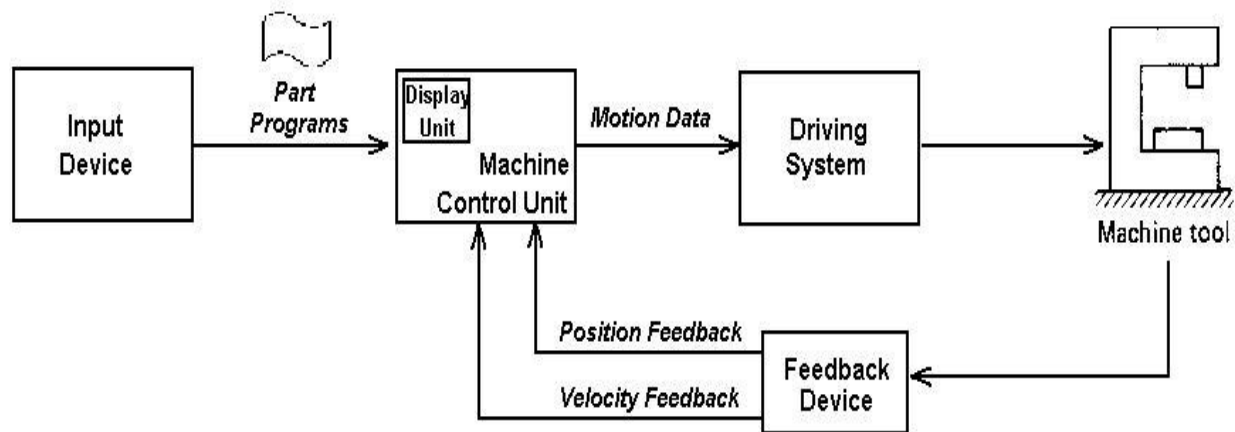 Input
Device
Part
Programs
Display
Unit
Machine
Control Unit
Motion Data
Driving
System
Machine tool
Position Feedback
Velocity Feedback
Feedback
Device